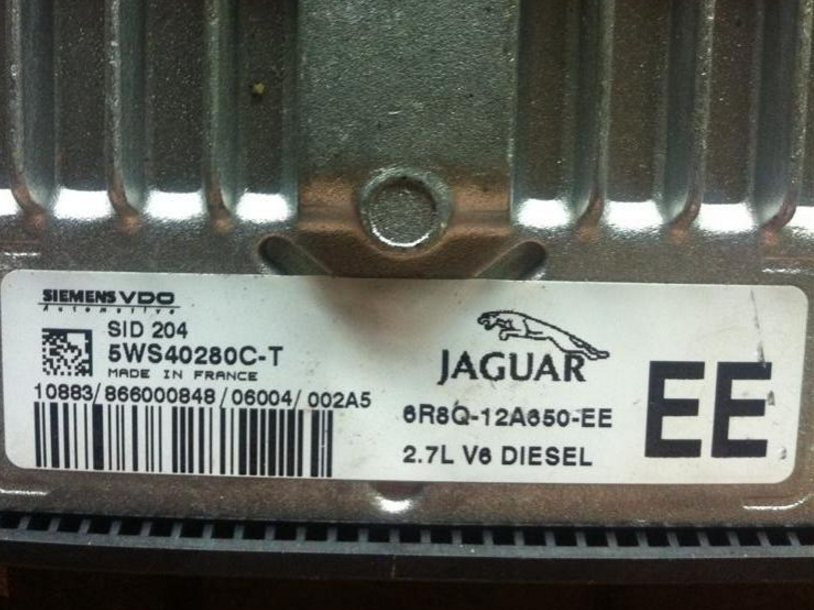 SIEMENS VDO
Automotive
SID 204
5WS40280C-T
MADE IN FRANCE
10883/866000848/06004/002A5
JAGUAR
6R8Q-12A650-EE
2.7L V6 DIESEL
EE